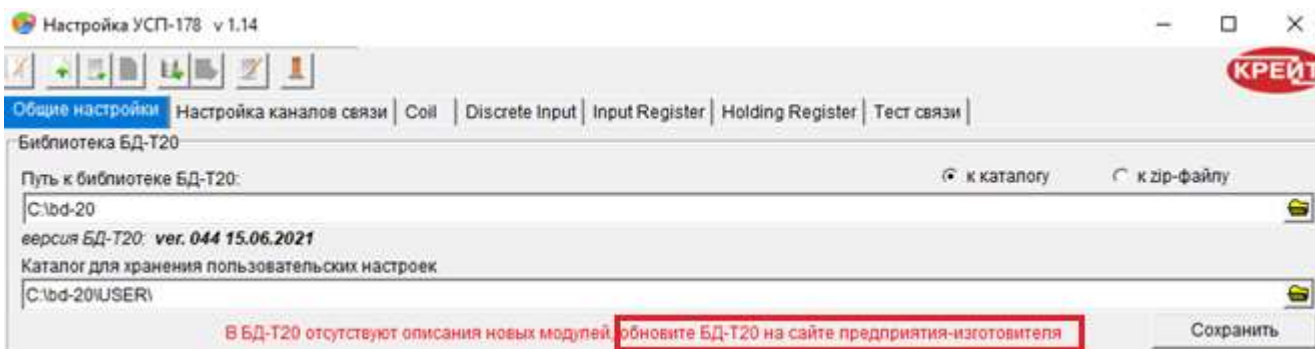 Настройка УСП-178 v 1.14
КРЕЙТ
Общие настройки Настройка каналов связи Coil Discrete Input Input Register Holding Register Тест связи
Библиотека БД-Т20
Путь к библиотеке БД-Т20: к каталогу к zip-файлу
C:\bd-20
версия БД-Т20: ver. 044 15.06.2021
Каталог для хранения пользовательских настроек
C:\bd-20\USER\
В БД-Т20 отсутствуют описания новых модулей, обновите БД-Т20 на сайте предприятия-изготовителя Сохранить